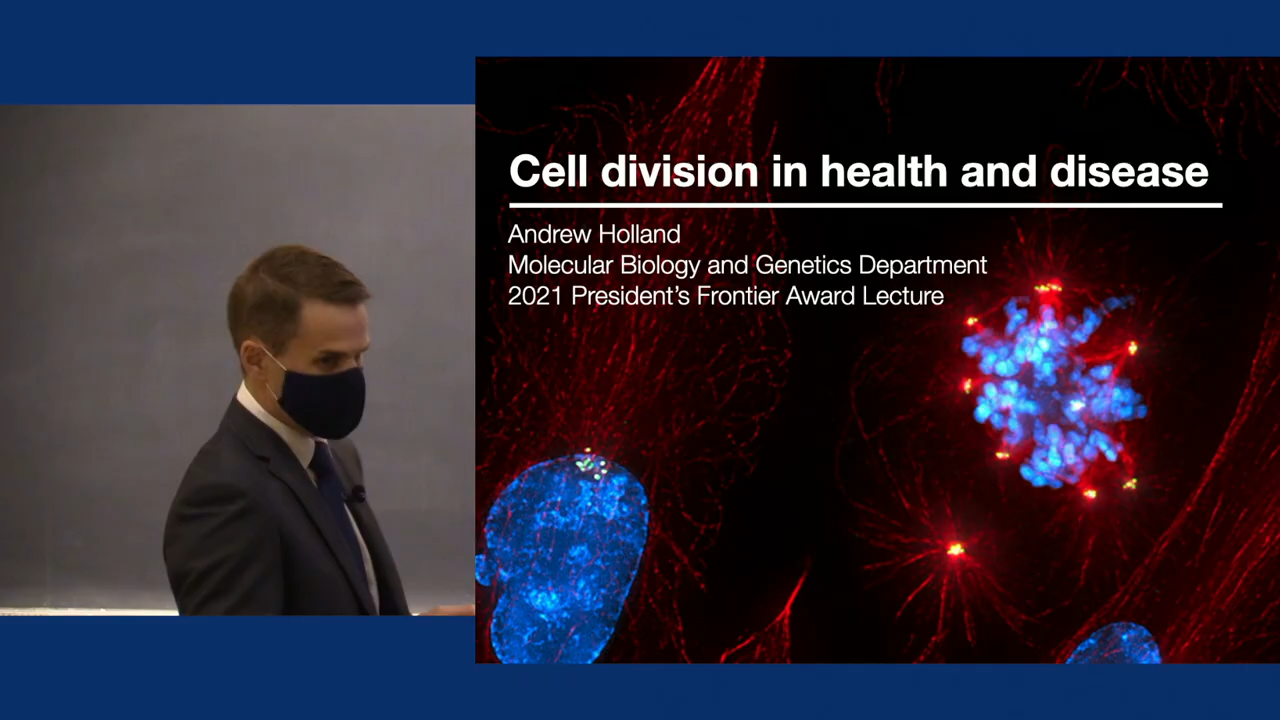 Cell division in health and disease
Andrew Holland
Molecular Biology and Genetics Department
2021 President’s Frontier Award Lecture